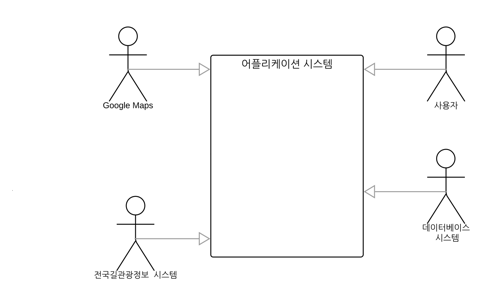 어플리케이션 시스템
Google Maps
사용자
데이터베이스
시스템
전국길관광정보 시스템